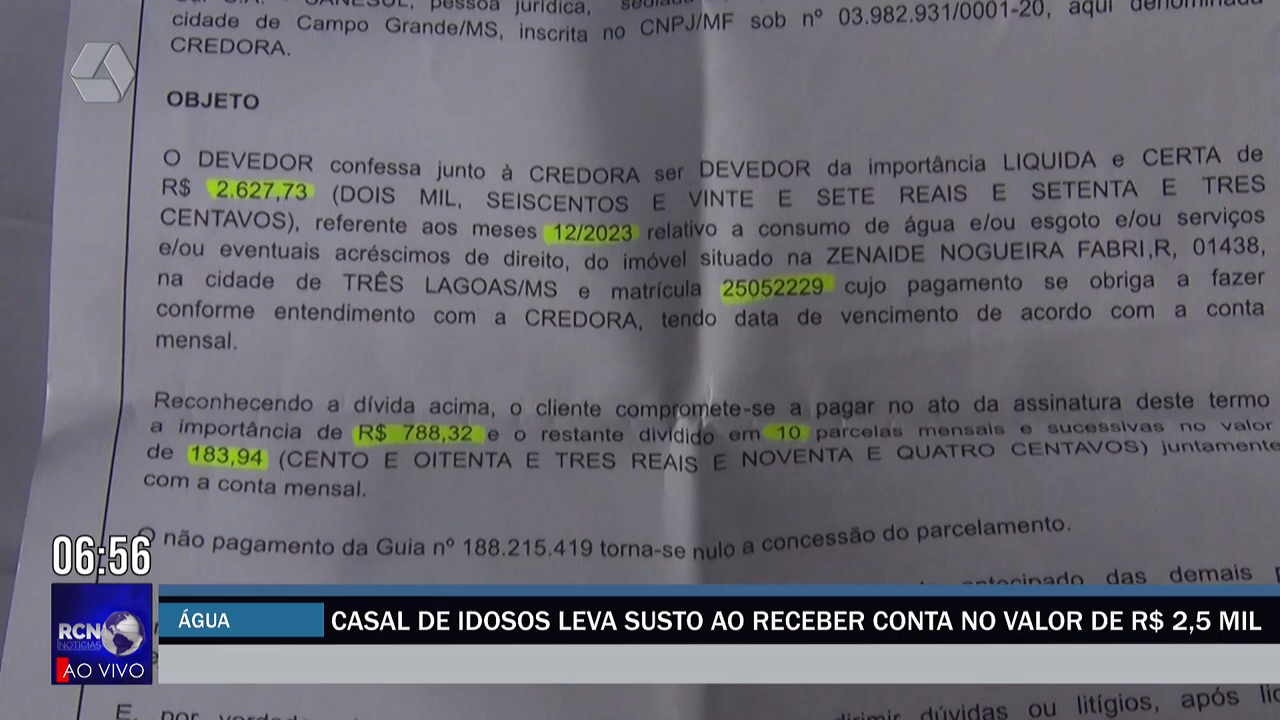 SANESUL, pessoa jurídica,
cidade de Campo Grande/MS, inscrita no CNPJ/MF sob nº 03.982.931/0001-20, aqui denominada
CREDORA.
OBJETO
O DEVEDOR confessa junto à CREDORA ser DEVEDOR da importância LIQUIDA e CERTA de
R$ 2.627,73 (DOIS MIL, SEISCENTOS E VINTE E SETE REAIS E SETENTA E TRES
CENTAVOS), referente aos meses 12/2023 relativo a consumo de água e/ou esgoto e/ou serviços
e/ou eventuais acréscimos de direito, do imóvel situado na ZENAIDE NOGUEIRA FABRI,R, 01438,
na cidade de TRÊS LAGOAS/MS e matrícula 25052229 cujo pagamento se obriga a fazer
conforme entendimento com a CREDORA, tendo data de vencimento de acordo com a conta
mensal.
Reconhecendo a dívida acima, o cliente compromete-se a pagar no ato da assinatura deste termo
a importância de R$ 788,32 e o restante dividido em 10 parcelas mensais e sucessivas no valor
de 183,94 (CENTO E OITENTA E TRES REAIS E NOVENTA E QUATRO CENTAVOS) juntamente
com a conta mensal.
O não pagamento da Guia nº 188.215.419 torna-se nulo a concessão do parcelamento.
antecipado das demais
06:56
RCN
NOTÍCIAS
AO VIVO
ÁGUA
CASAL DE IDOSOS LEVA SUSTO AO RECEBER CONTA NO VALOR DE R$ 2,5 MIL
E, por
dirimir dúvidas ou litígios, após